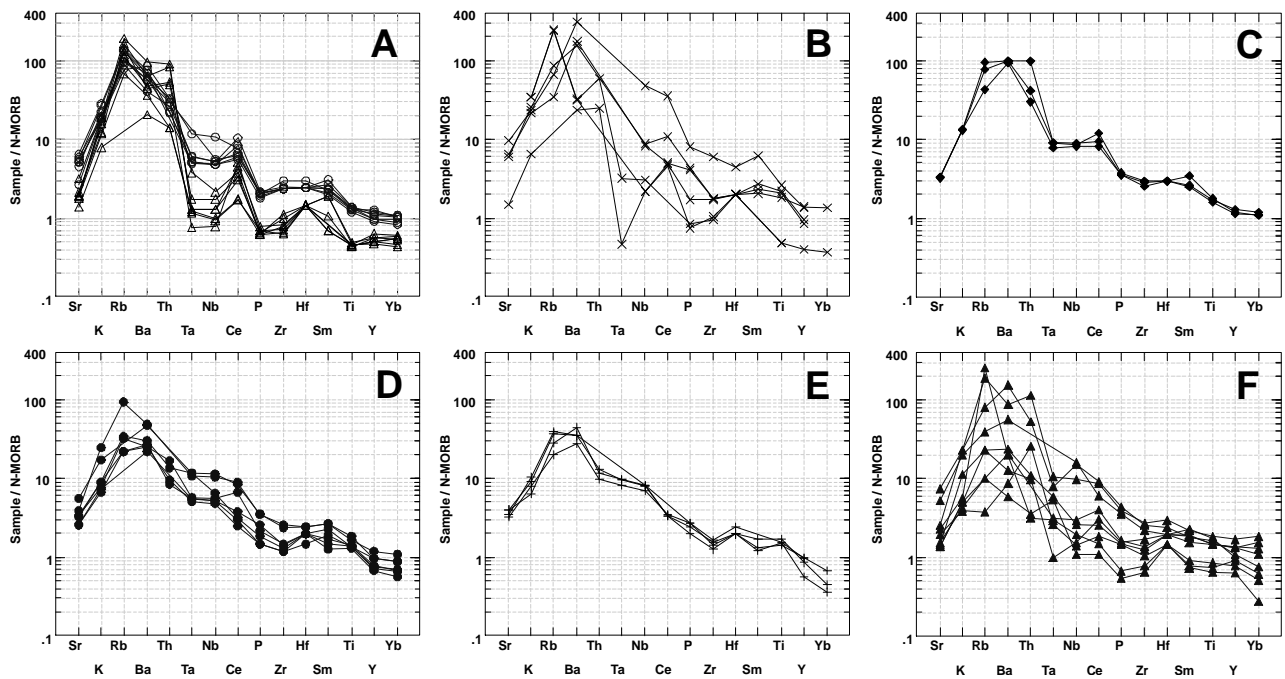 400
100
10
1
.1
Sample / N-MORB
A
Sr Rb Th Nb P Hf Ti Yb
K Ba Ta Ce Zr Sm Y
400
100
10
1
.1
Sample / N-MORB
B
Sr Rb Th Nb P Hf Ti Yb
K Ba Ta Ce Zr Sm Y
400
100
10
1
.1
Sample / N-MORB
C
Sr Rb Th Nb P Hf Ti Yb
K Ba Ta Ce Zr Sm Y
400
100
10
1
.1
Sample / N-MORB
D
Sr Rb Th Nb P Hf Ti Yb
K Ba Ta Ce Zr Sm Y
400
100
10
1
.1
Sample / N-MORB
E
Sr Rb Th Nb P Hf Ti Yb
K Ba Ta Ce Zr Sm Y
400
100
10
1
.1
Sample / N-MORB
F
Sr Rb Th Nb P Hf Ti Yb
K Ba Ta Ce Zr Sm Y